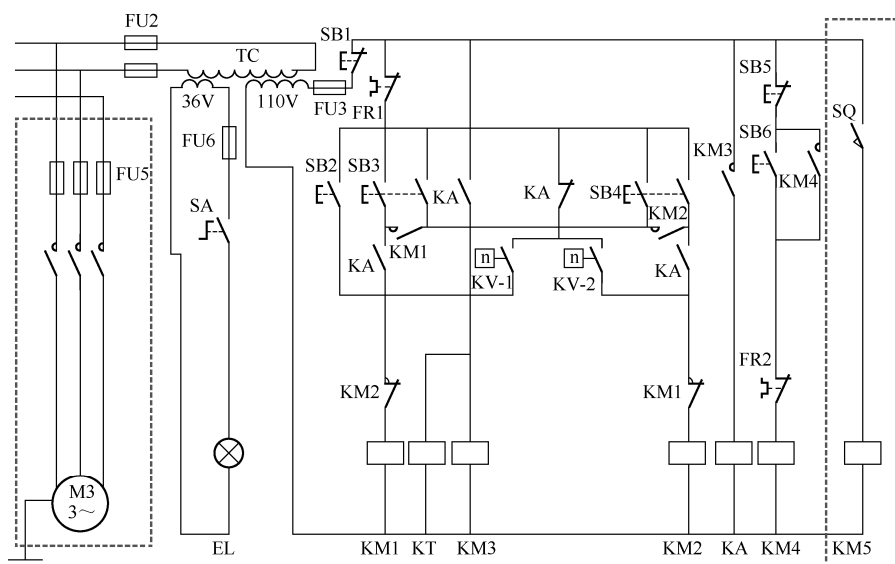 FU2
SB1
TC
36V
110V
FU3
FR1
SB5
SQ
FU6
KM3
SB6
FU5
SB2
SB3
KA
KA
SB4
KM2
KM4
SA
KM1
KA
n
KV-1
n
KV-2
KA
KM2
KM1
FR2
M3
3～
EL
KM1
KT
KM3
KM2
KA
KM4
KM5